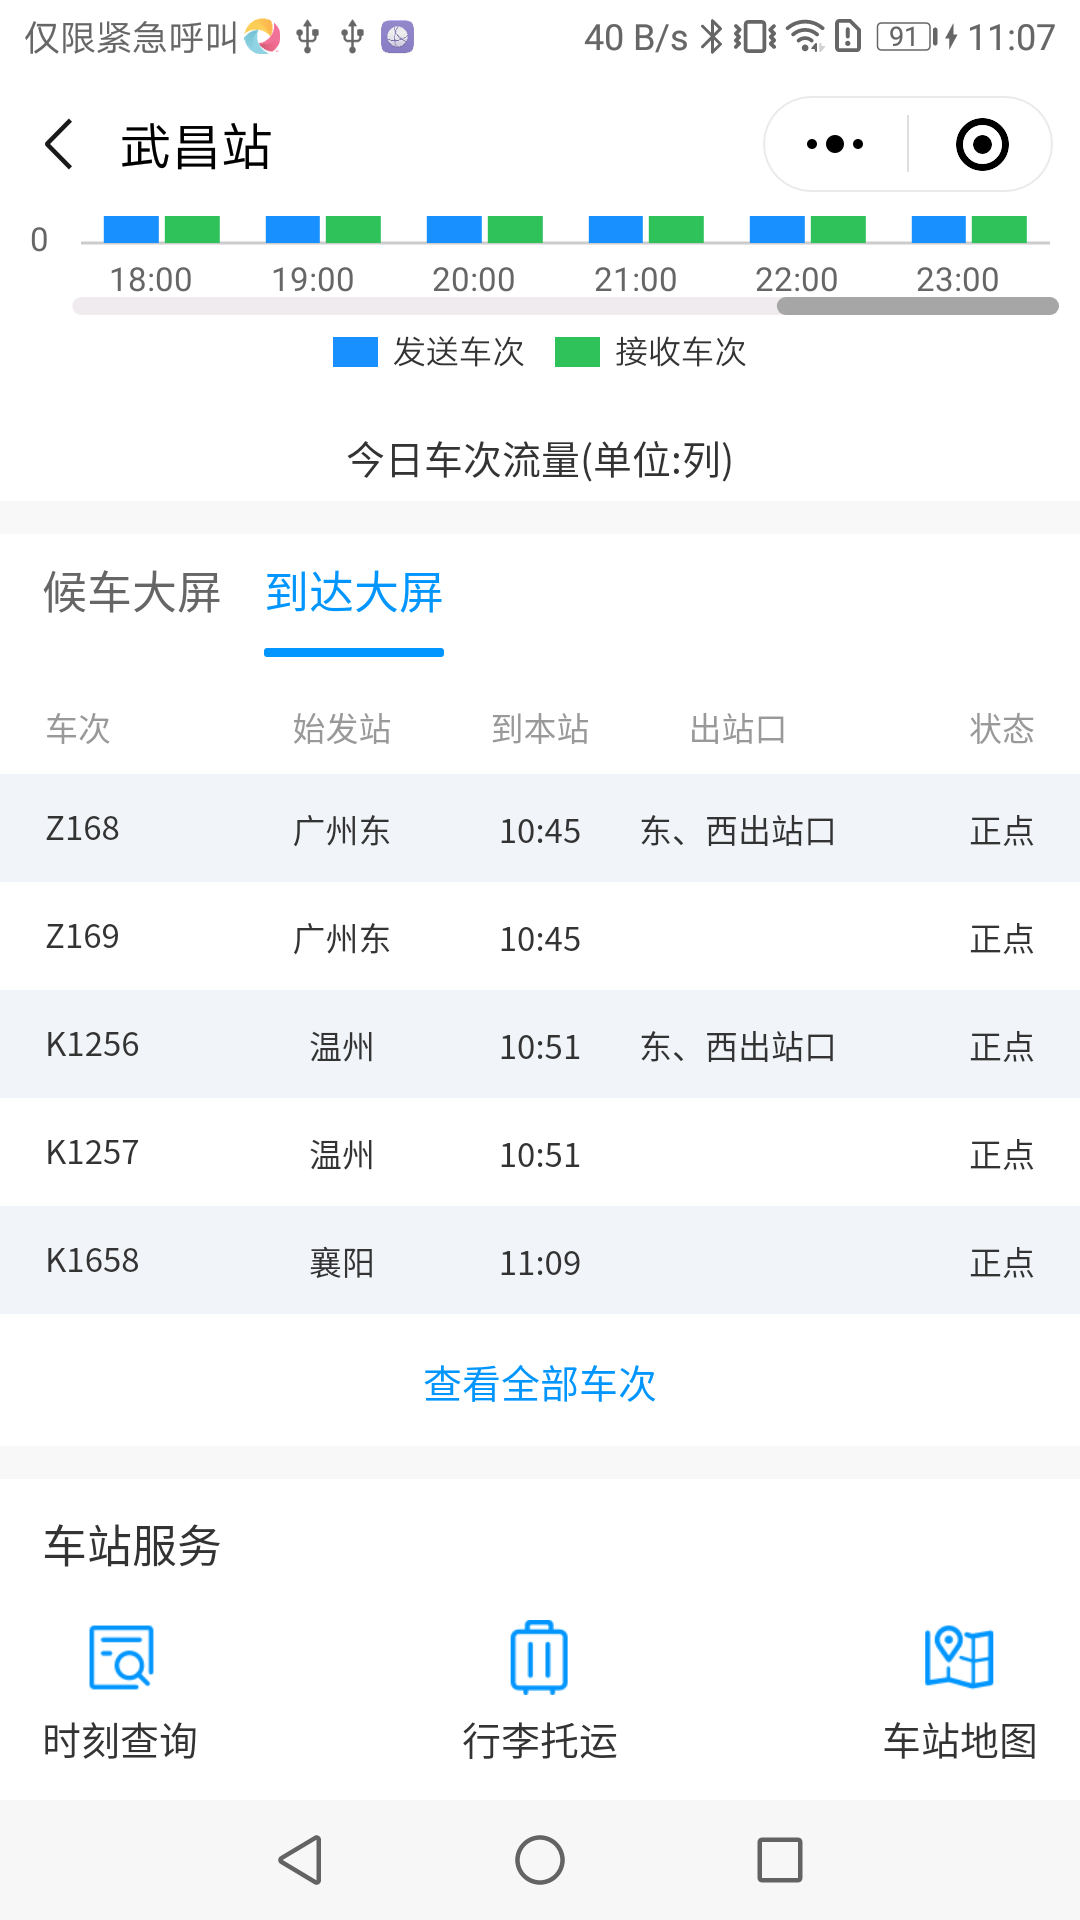 仅限紧急呼叫 40 B/s 91 11:07
武昌站
0
18:00 19:00 20:00 21:00 22:00 23:00
发送车次 接收车次
今日车次流量(单位:列)
候车大屏 到达大屏
车次 始发站 到本站 出站口 状态
Z168 广州东 10:45 东、西出站口 正点
Z169 广州东 10:45 正点
K1256 温州 10:51 东、西出站口 正点
K1257 温州 10:51 正点
K1658 襄阳 11:09 正点
查看全部车次
车站服务
时刻查询 行李托运 车站地图